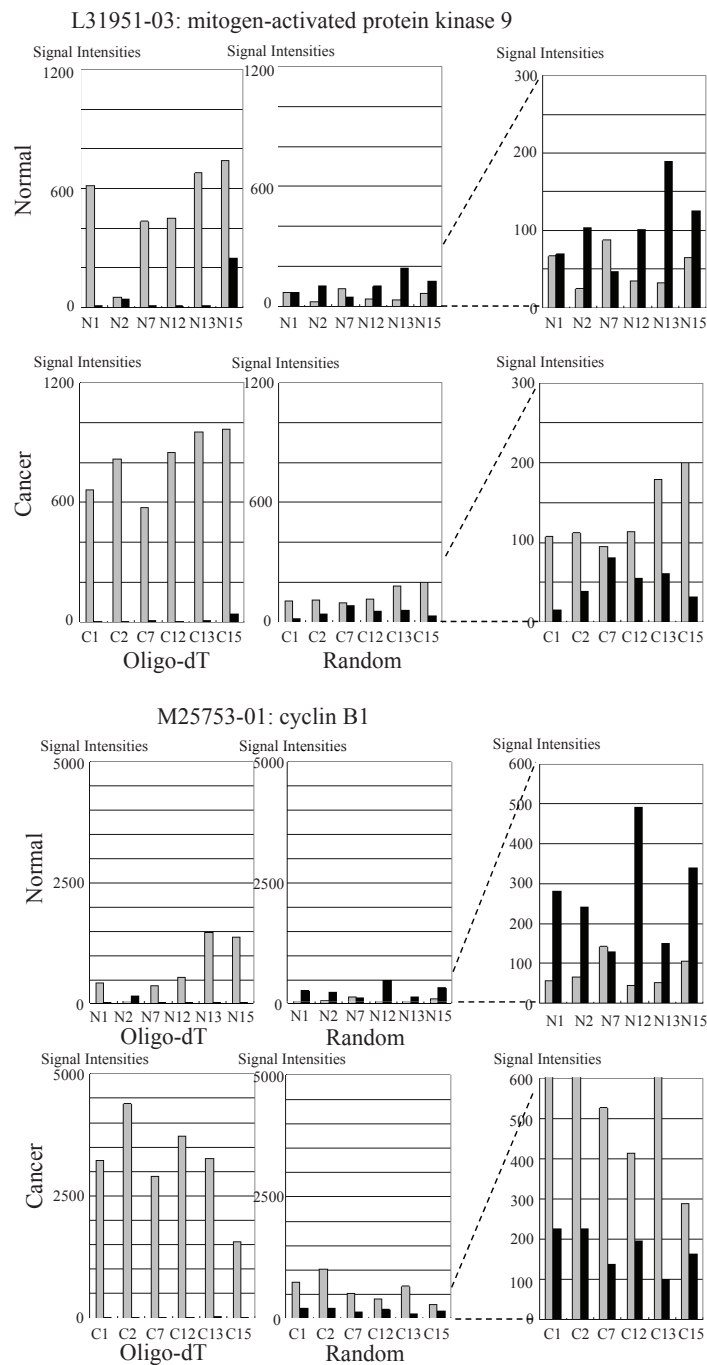 L31951-03: mitogen-activated protein kinase 9
Signal Intensities Signal Intensities Signal Intensities
Normal
1200
600
0
N1 N2 N7 N12 N13 N15
1200
600
0
N1 N2 N7 N12 N13 N15
300
200
100
0
N1 N2 N7 N12 N13 N15
Signal Intensities Signal Intensities Signal Intensities
Cancer
1200
600
0
C1 C2 C7 C12 C13 C15
Oligo-dT
1200
600
0
C1 C2 C7 C12 C13 C15
Random
300
200
100
0
C1 C2 C7 C12 C13 C15
M25753-01: cyclin B1
Signal Intensities Signal Intensities Signal Intensities
Normal
5000
2500
0
N1 N2 N7 N12 N13 N15
Oligo-dT
5000
2500
0
N1 N2 N7 N12 N13 N15
Random
600
500
400
300
200
100
0
N1 N2 N7 N12 N13 N15
Signal Intensities Signal Intensities Signal Intensities
Cancer
5000
2500
0
C1 C2 C7 C12 C13 C15
Oligo-dT
5000
2500
0
C1 C2 C7 C12 C13 C15
Random
600
500
400
300
200
100
0
C1 C2 C7 C12 C13 C15